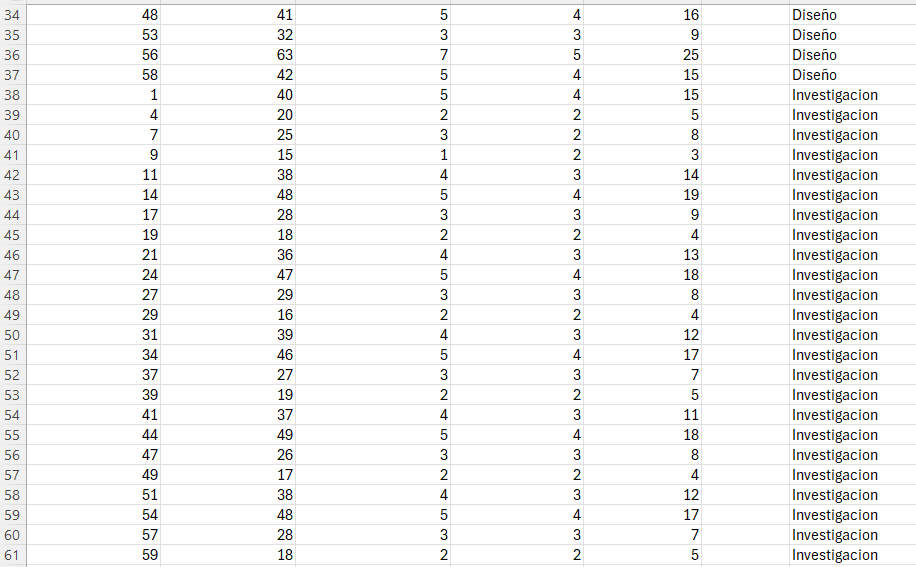 34 48 41 5 4 16 Diseño
35 53 32 3 3 9 Diseño
36 56 63 7 5 25 Diseño
37 58 42 5 4 15 Diseño
38 1 40 5 4 15 Investigacion
39 4 20 2 2 5 Investigacion
40 7 25 3 2 8 Investigacion
41 9 15 1 2 3 Investigacion
42 11 38 4 3 14 Investigacion
43 14 48 5 4 19 Investigacion
44 17 28 3 3 9 Investigacion
45 19 18 2 2 4 Investigacion
46 21 36 4 3 13 Investigacion
47 24 47 5 4 18 Investigacion
48 27 29 3 3 8 Investigacion
49 29 16 2 2 4 Investigacion
50 31 39 4 3 12 Investigacion
51 34 46 5 4 17 Investigacion
52 37 27 3 3 7 Investigacion
53 39 19 2 2 5 Investigacion
54 41 37 4 3 11 Investigacion
55 44 49 5 4 18 Investigacion
56 47 26 3 3 8 Investigacion
57 49 17 2 2 4 Investigacion
58 51 38 4 3 12 Investigacion
59 54 48 5 4 17 Investigacion
60 57 28 3 3 7 Investigacion
61 59 18 2 2 5 Investigacion